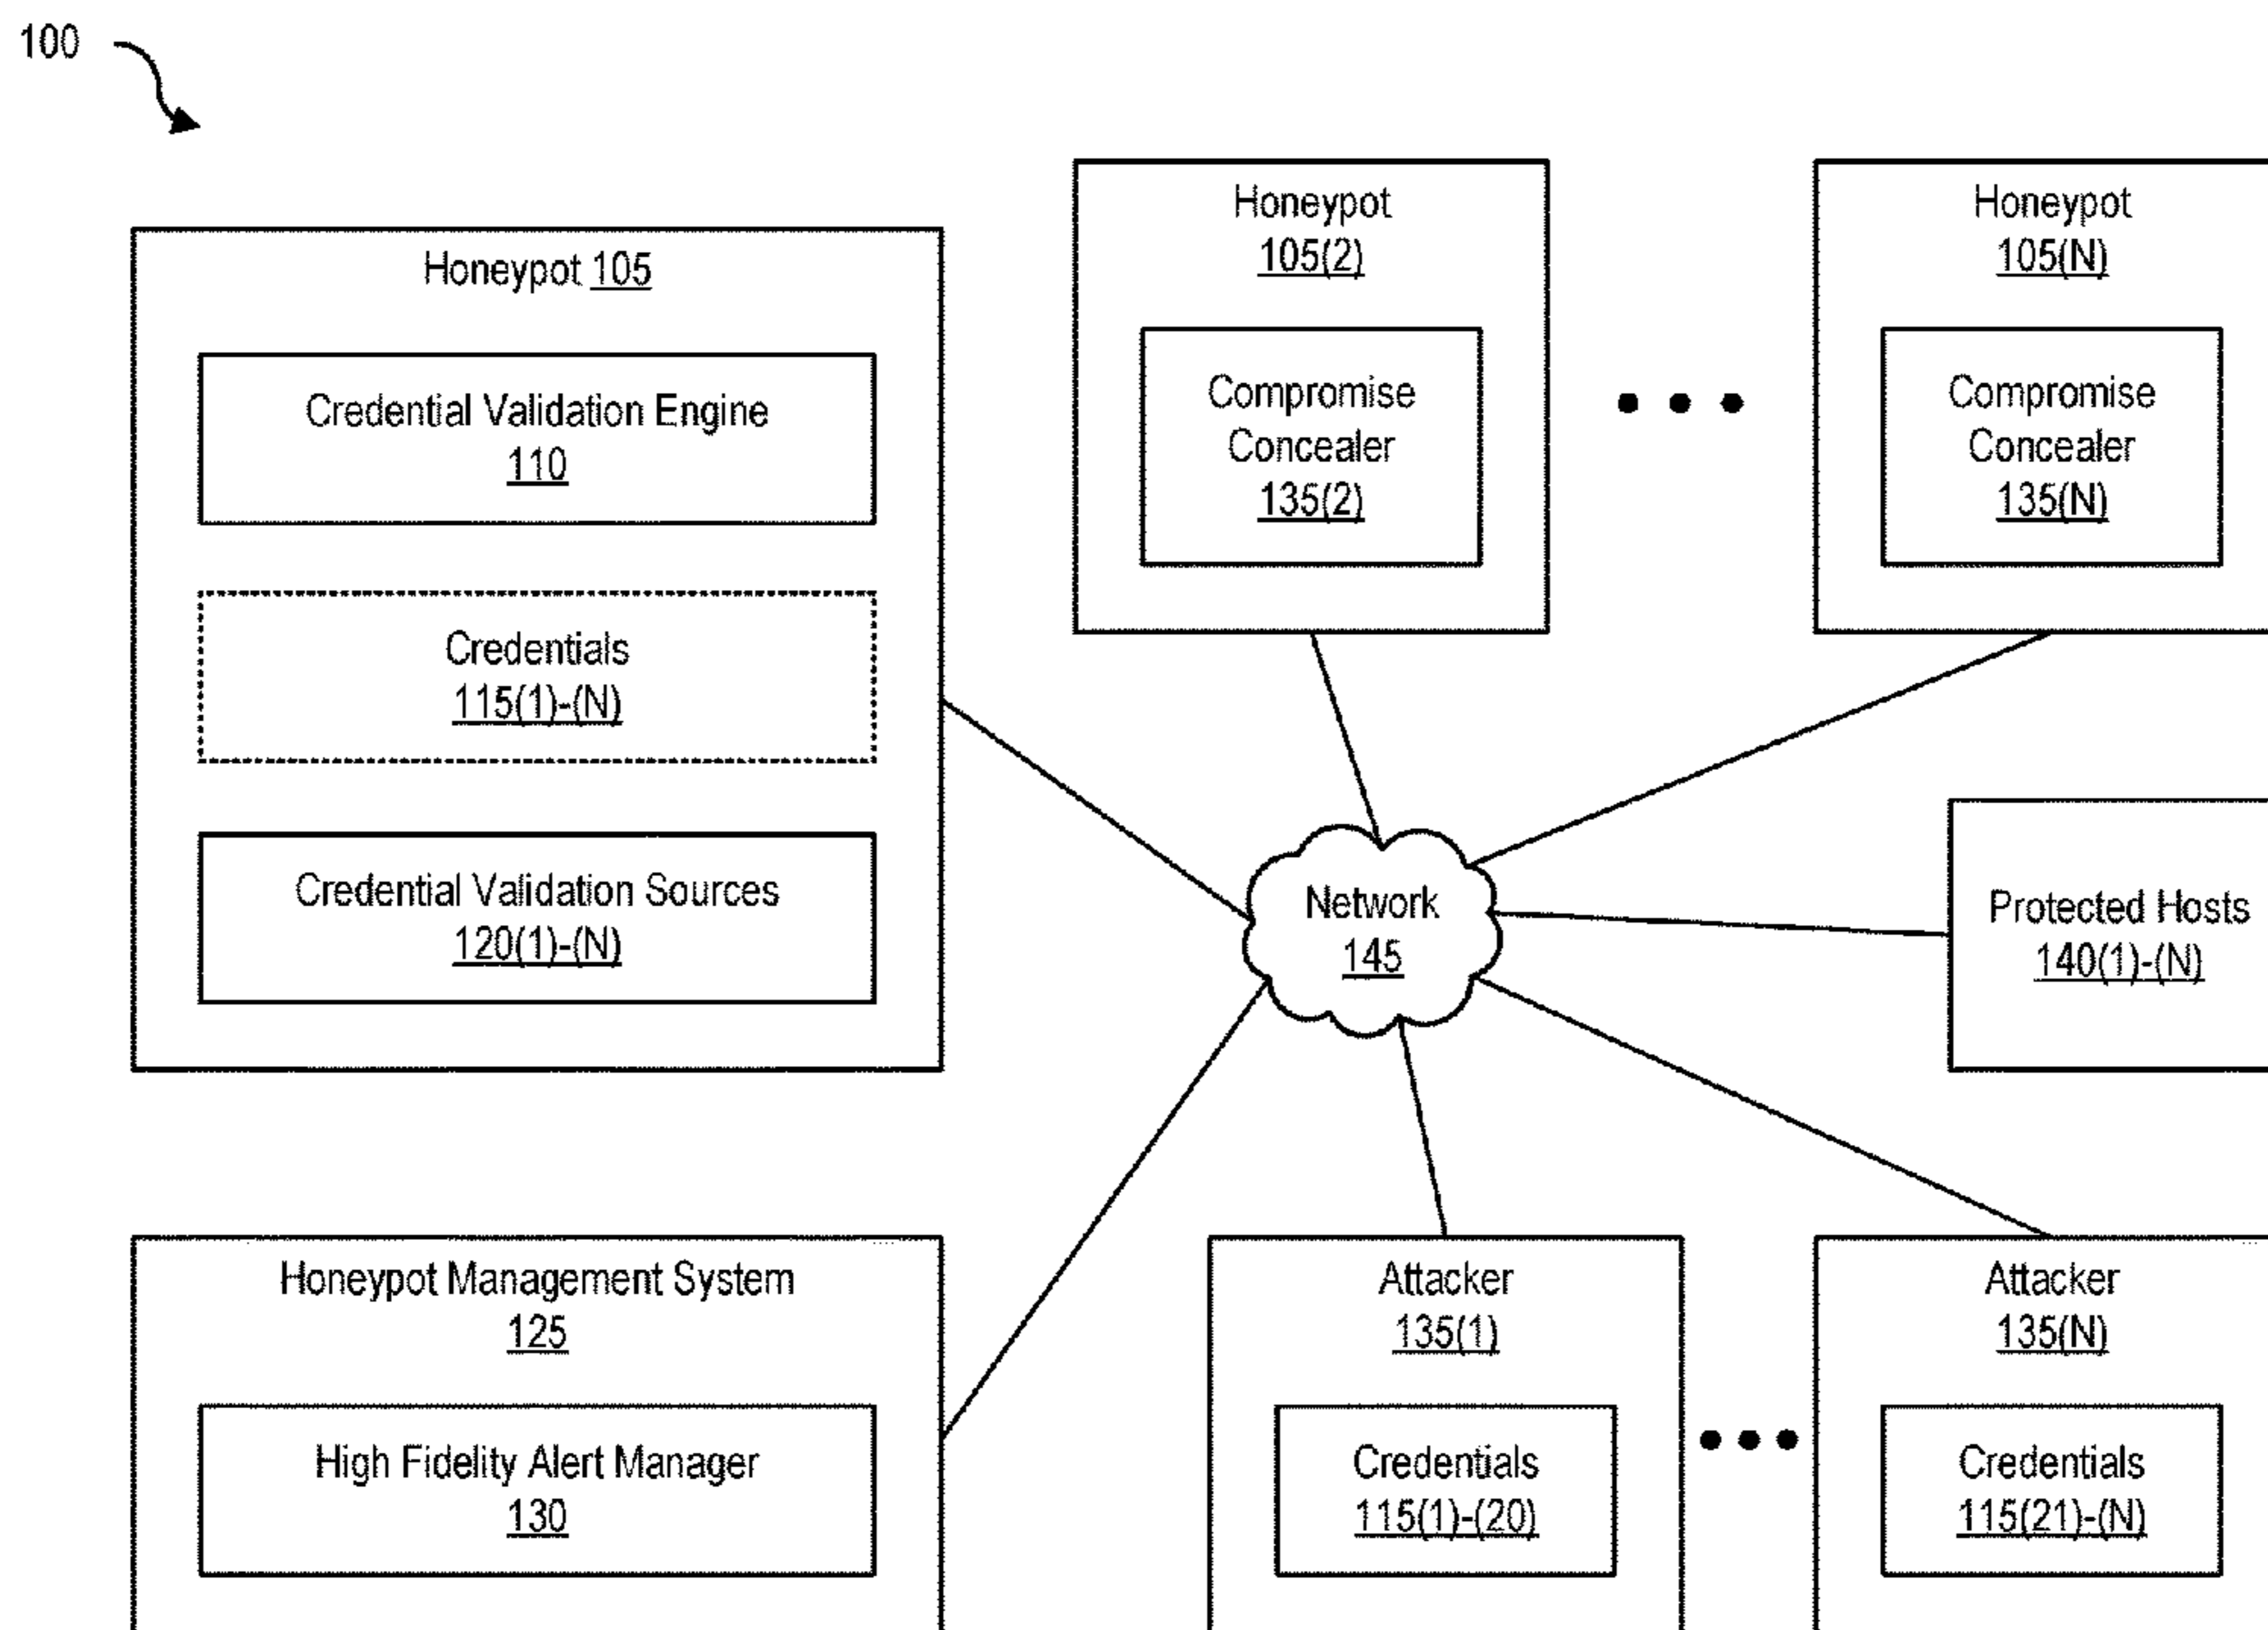 100
Honeypot 105
Credential Validation Engine
110
Credentials
115(1)-(N)
Credential Validation Sources
120(1)-(N)
Honeypot
105(2)
Compromise
Concealer
135(2)
Honeypot
105(N)
Compromise
Concealer
135(N)
Network
145
Protected Hosts
140(1)-(N)
Honeypot Management System
125
High Fidelity Alert Manager
130
Attacker
135(1)
Credentials
115(1)-(20)
Attacker
135(N)
Credentials
115(21)-(N)